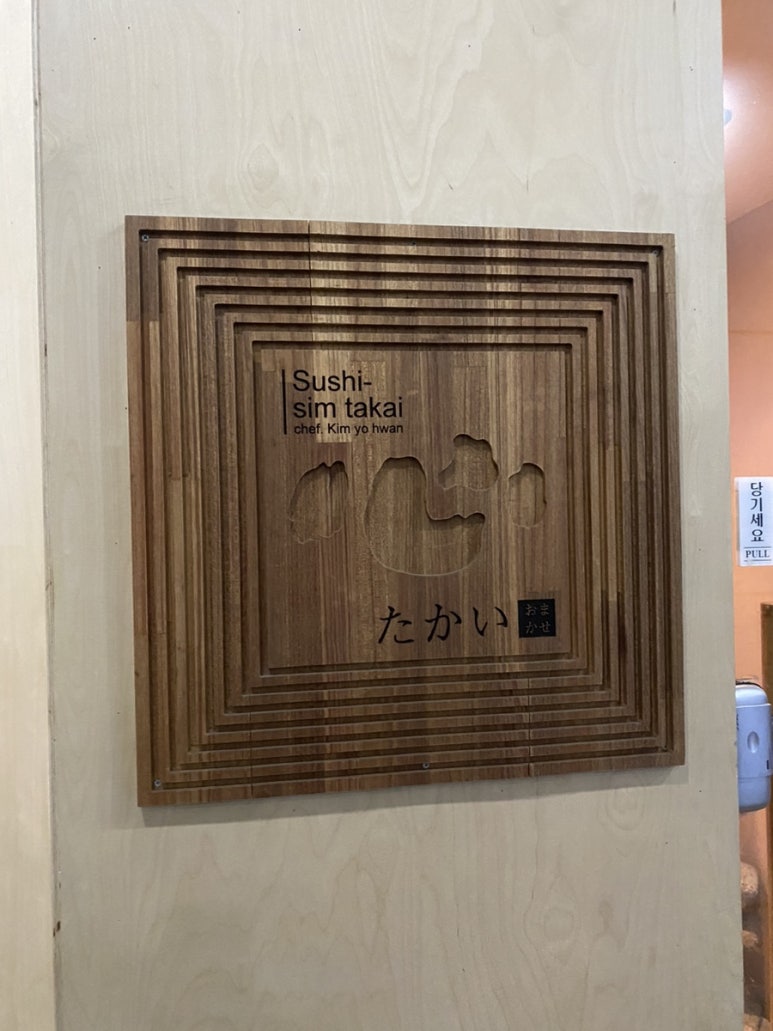 Sushi-
sim takai
chef. Kim yo hwan
心
たかい
おま
かせ
당기세요
PULL